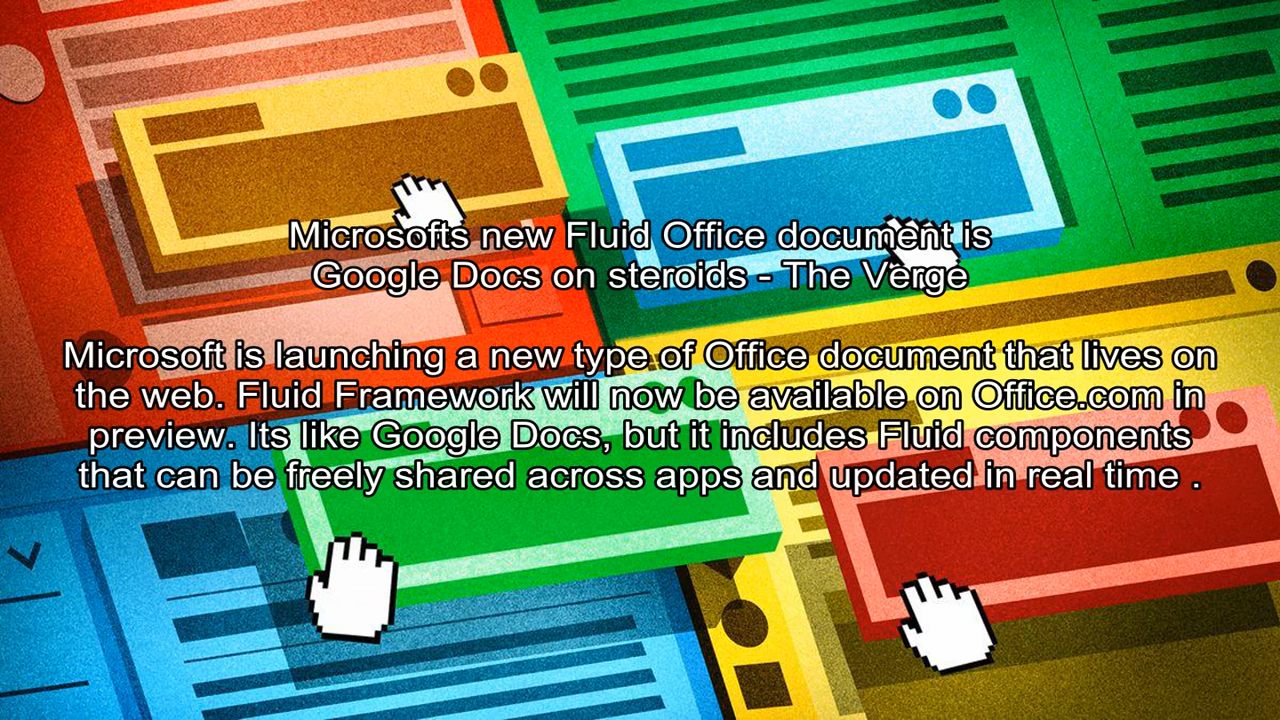 Microsofts new Fluid Office document is
Google Docs on steroids - The Verge
Microsoft is launching a new type of Office document that lives on
the web. Fluid Framework will now be available on Office.com in
preview. Its like Google Docs, but it includes Fluid components
that can be freely shared across apps and updated in real time .